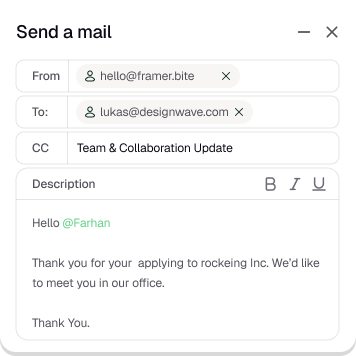 Send a mail
From hello@framer.bite
To: lukas@designwave.com
CC Team & Collaboration Update
Description B I U
Hello @Farhan
Thank you for your applying to rockeing Inc. We'd like
to meet you in our office.
Thank You.